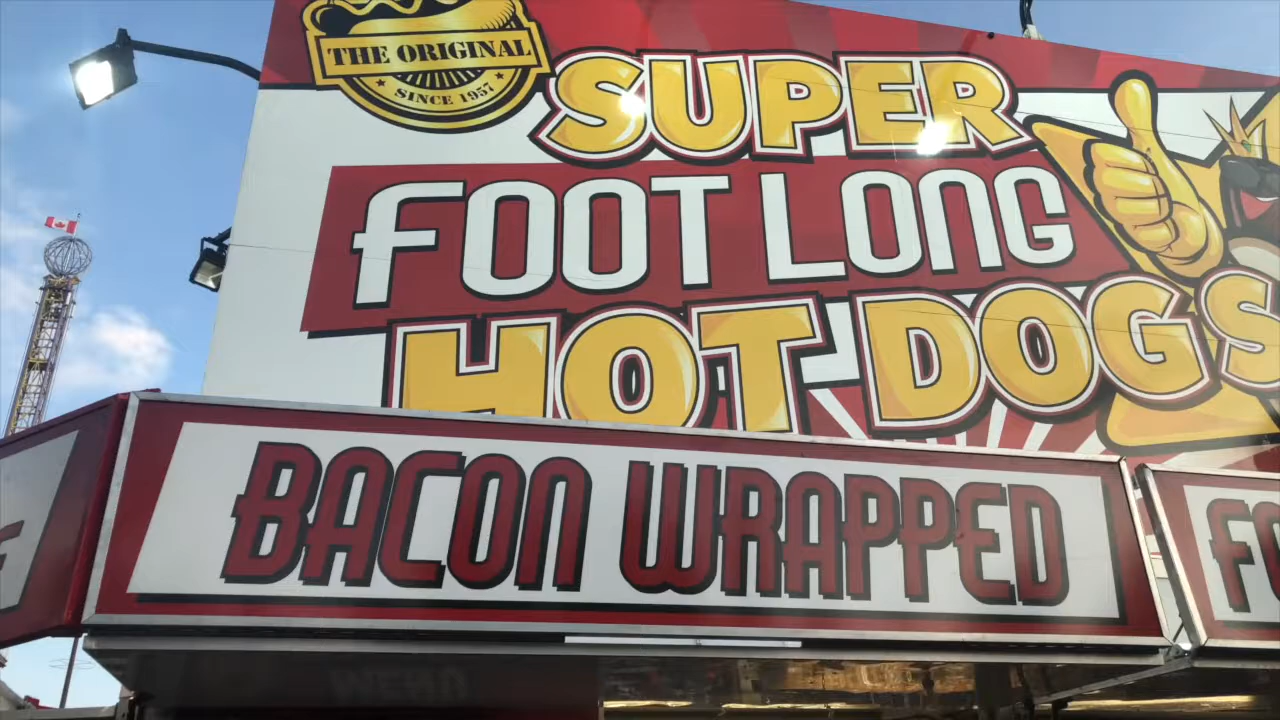 THE ORIGINAL
SINCE 1957
SUPER
FOOT LONG
HOT DOGS
BACON WRAPPED